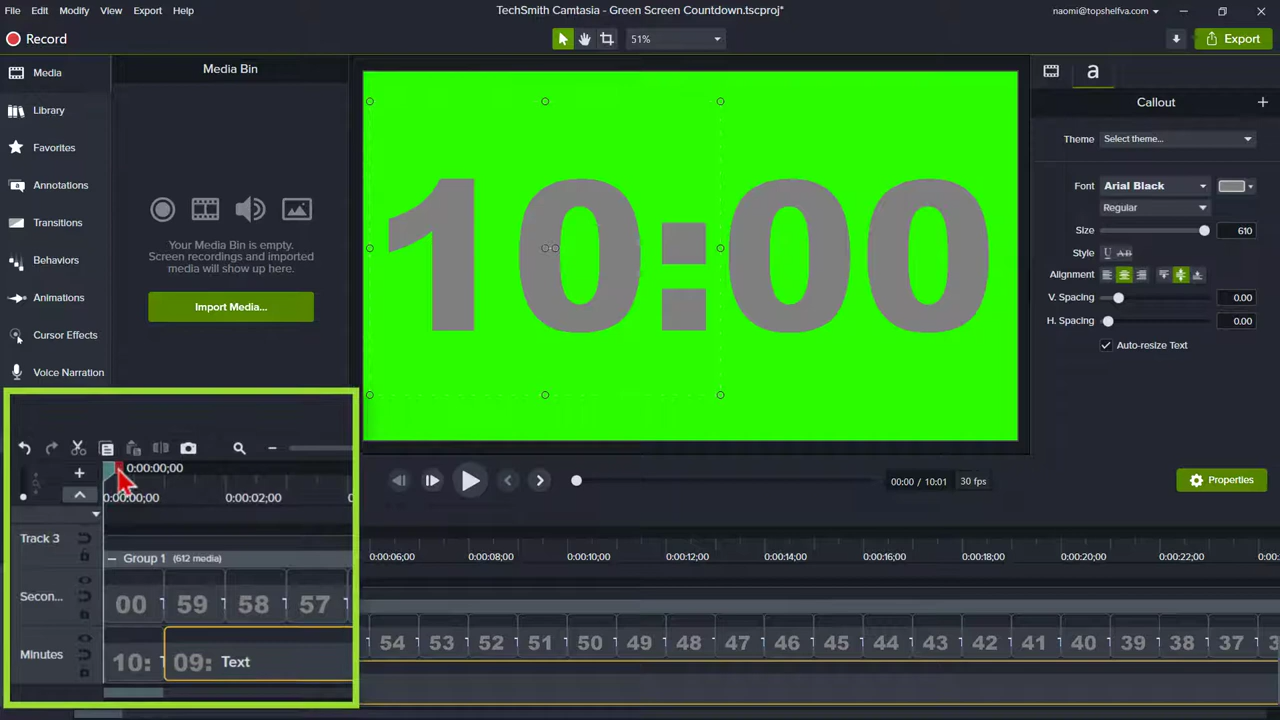 File Edit Modify View Export Help
TechSmith Camtasia - Green Screen Countdown.tscproj*
naomi@topshelfva.com
Record
51%
Export
Media
Library
Favorites
Annotations
Transitions
Behaviors
Animations
Cursor Effects
Voice Narration
Media Bin
Your Media Bin is empty.
Screen recordings and imported
media will show up here.
Import Media...
10:00
a
Callout
Theme Select theme...
Font Arial Black
Regular
Size 610
Style U AB
Alignment
V. Spacing 0.00
H. Spacing 0.00
Auto-resize Text
00:00 / 10:01 30 fps
Properties
0:00:00;00
0:00:00;00 0:00:02;00
0:00:06;00 0:00:08;00 0:00:10;00 0:00:12;00 0:00:14;00 0:00:16;00 0:00:18;00 0:00:20;00 0:00:22;00
Track 3
Group 1 (612 media)
Secon... 00 59 58 57
54 53 52 51 50 49 48 47 46 45 44 43 42 41 40 39 38 37
Minutes 10: 09: Text